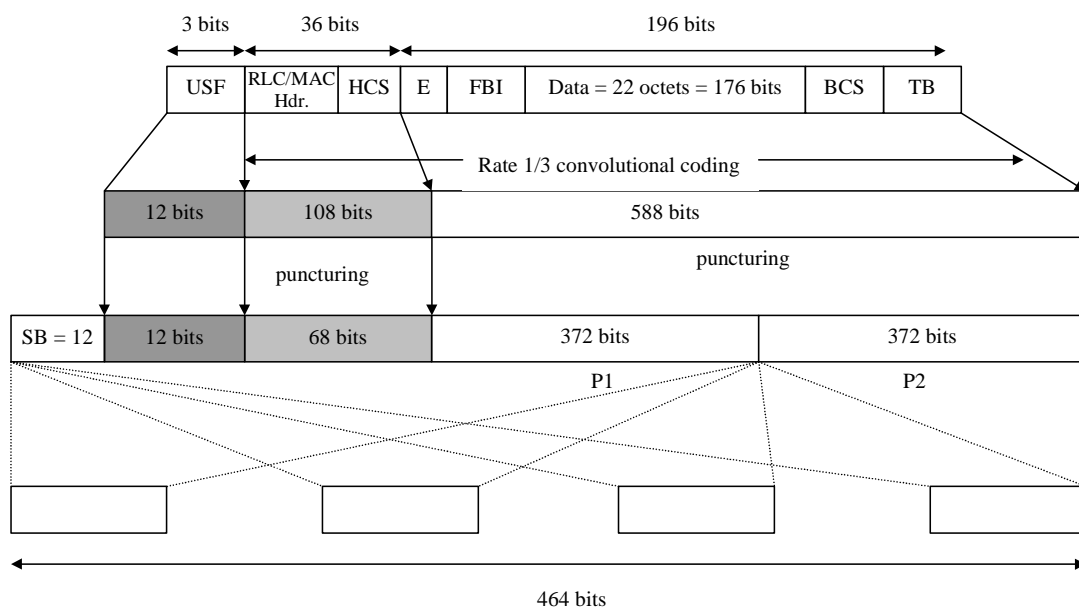 3 bits 36 bits 196 bits
USF RLC/MAC Hdr. HCS E FBI Data = 22 octets = 176 bits BCS TB
Rate 1/3 convolutional coding
12 bits 108 bits 588 bits
puncturing puncturing
SB = 12 12 bits 68 bits 372 bits 372 bits
P1 P2
464 bits